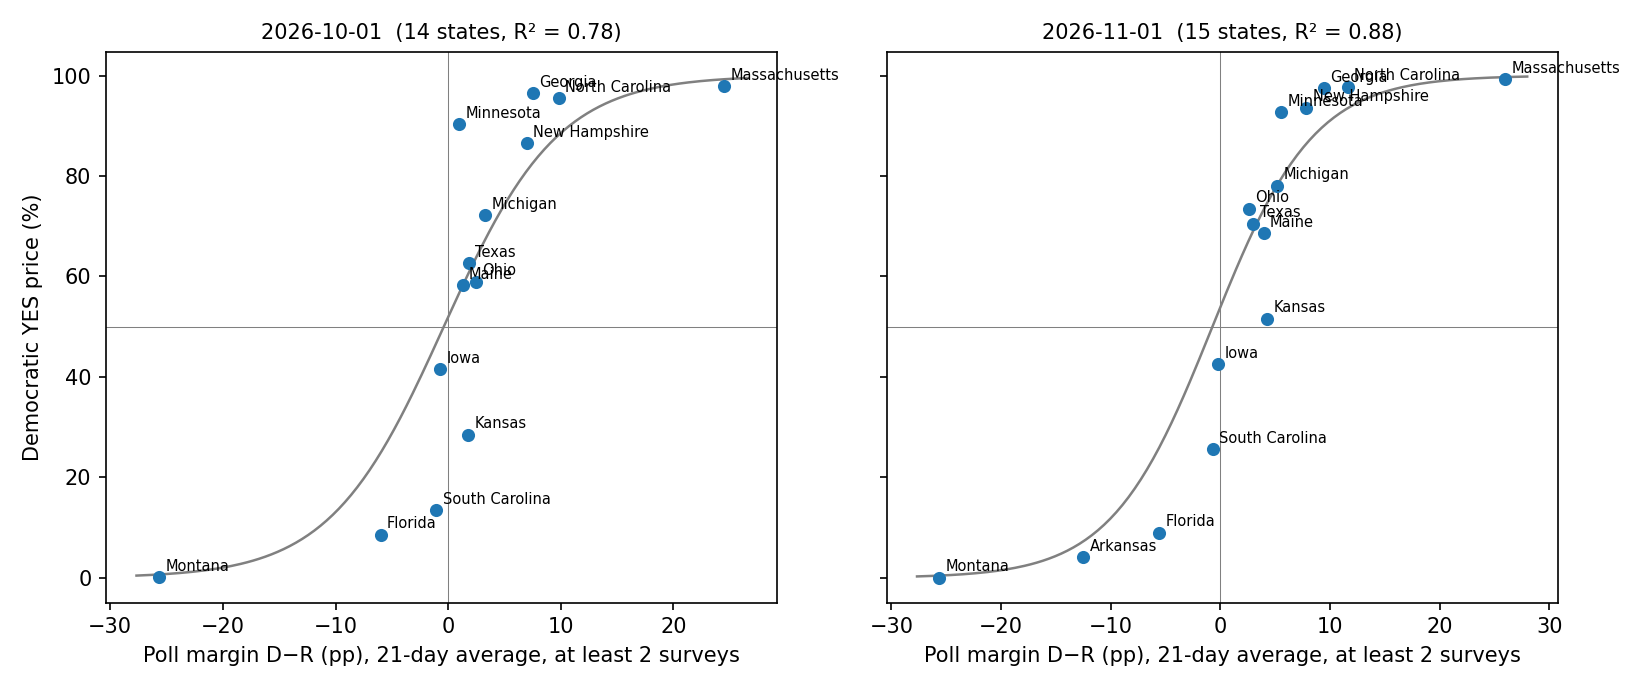 2026-10-01  (14 states, R² = 0.78)
100
80
60
40
20
0
Democratic YES price (%)
Massachusetts
Georgia
North Carolina
Minnesota
New Hampshire
Michigan
Texas
Ohio
Maine
Iowa
Kansas
South Carolina
Florida
Montana
−30
−20
−10
0
10
20
Poll margin D−R (pp), 21-day average, at least 2 surveys
2026-11-01  (15 states, R² = 0.88)
Massachusetts
Georgia
North Carolina
New Hampshire
Minnesota
Michigan
Ohio
Texas
Maine
Kansas
Iowa
South Carolina
Florida
Arkansas
Montana
−30
−20
−10
0
10
20
30
Poll margin D−R (pp), 21-day average, at least 2 surveys